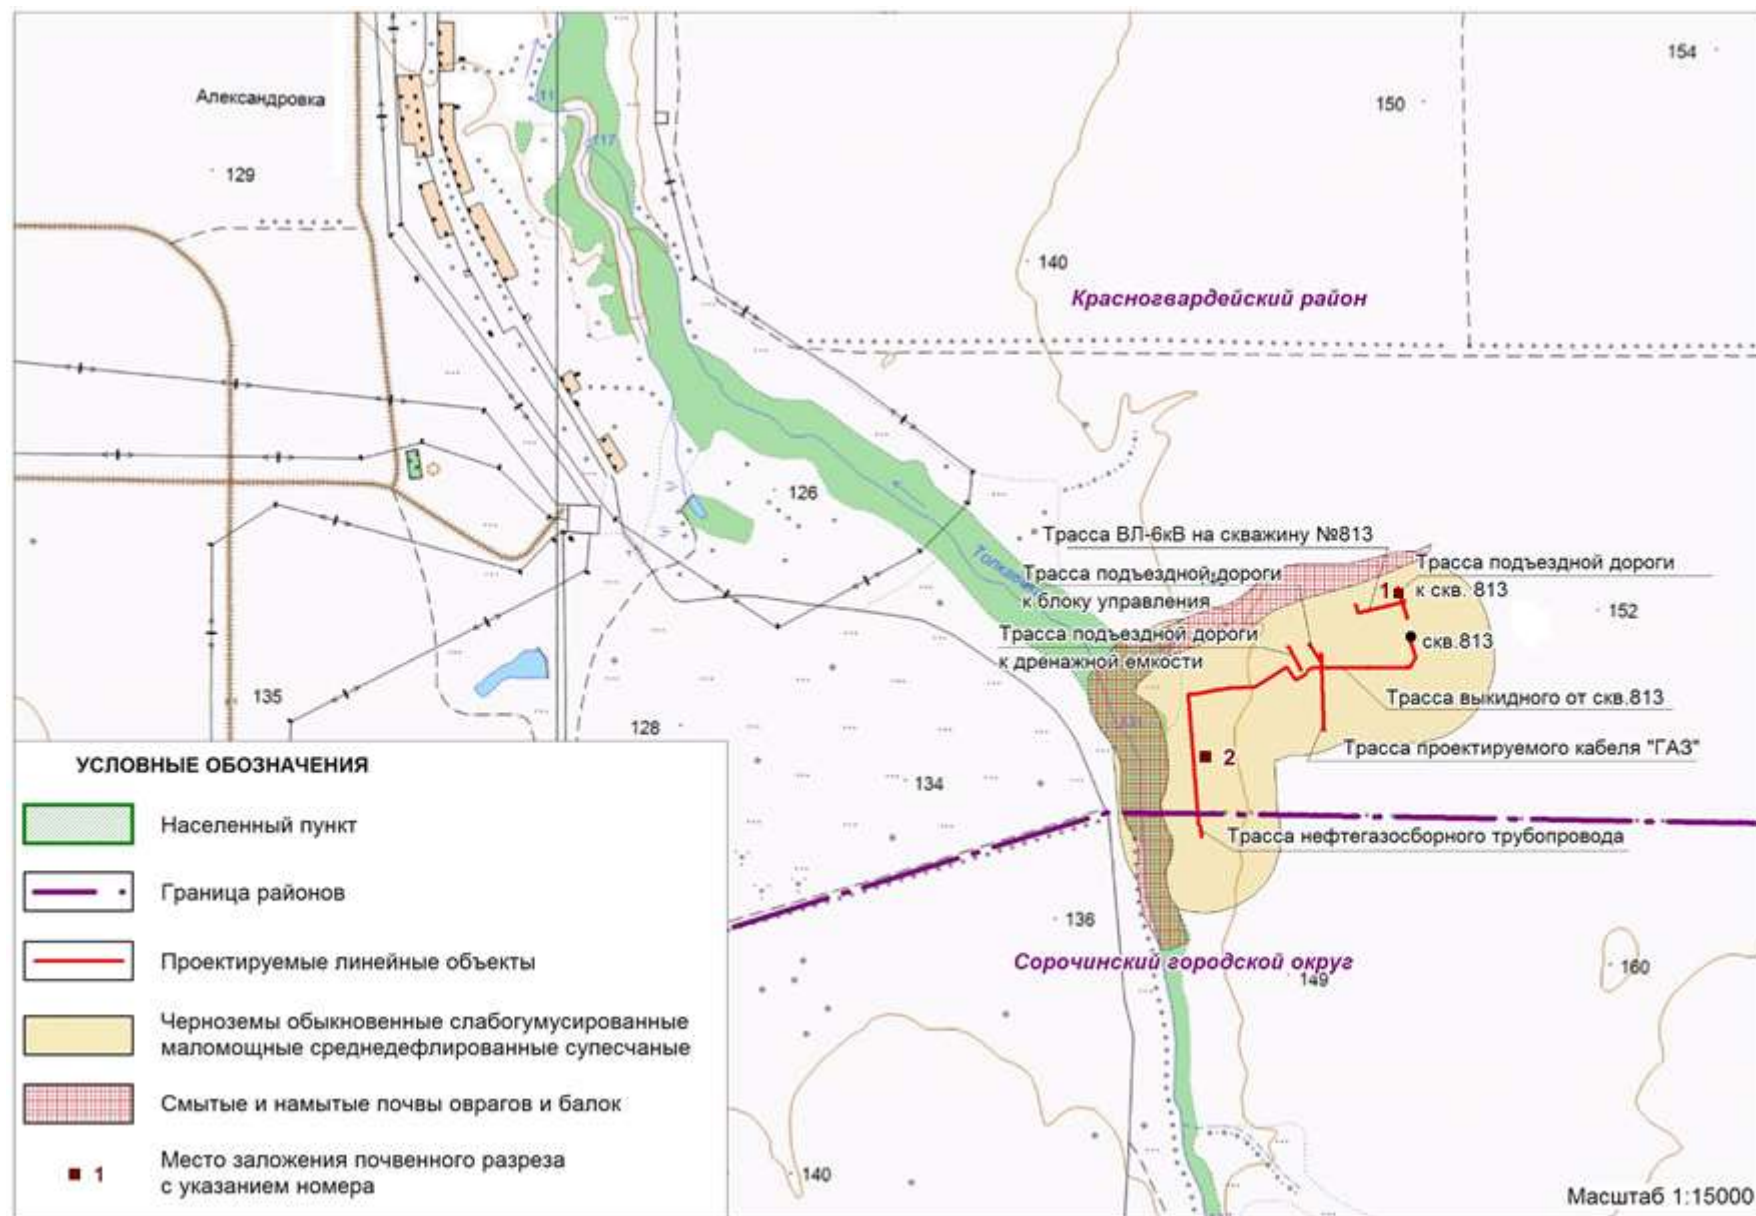 154
150
Александровка
11
117
129
140
Красногвардейский район
126
Трасса ВЛ-6кВ на скважину №813
Трасса подъездной дороги
к блоку управления
Трасса подъездной дороги
к скв. 813
1
152
Трасса подъездной дороги
к дренажной емкости
скв.813
135
128
Трасса выкидного от скв.813
Трасса проектируемого кабеля "ГАЗ"
2
134
Трасса нефтегазосборного трубопровода
136
Сорочинский городской округ
149
160
140
УСЛОВНЫЕ ОБОЗНАЧЕНИЯ
Населенный пункт
Граница районов
Проектируемые линейные объекты
Черноземы обыкновенные слабогумусированные
маломощные среднедефлированные супесчаные
Смытые и намытые почвы оврагов и балок
1
Место заложения почвенного разреза
с указанием номера
Масштаб 1:15000